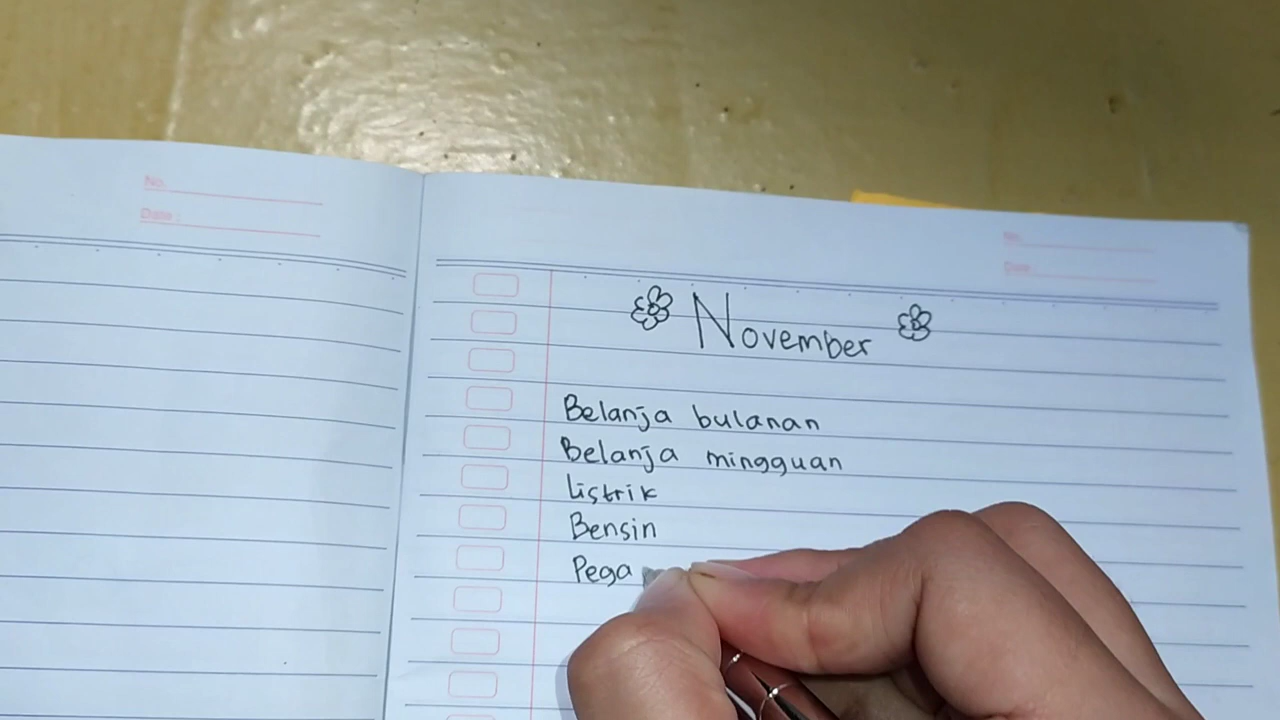 No.
Date :
No.
Date :
November
Belanja bulanan
Belanja mingguan
Listrik
Bensin
Pega